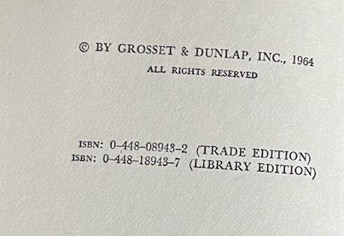 © BY GROSSET & DUNLAP, INC., 1964
ALL RIGHTS RESERVED
ISBN: 0-448-08943-2 (TRADE EDITION)
ISBN: 0-448-18943-7 (LIBRARY EDITION)